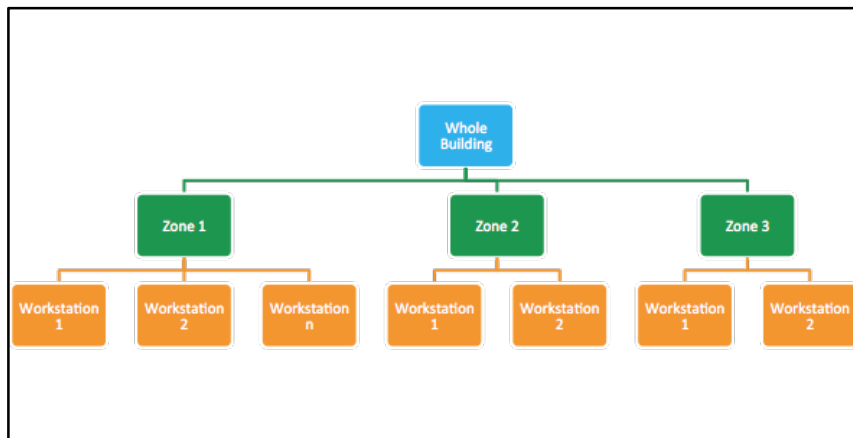 Whole
Building
Zone 1
Zone 2
Zone 3
Workstation
1
Workstation
2
Workstation
n
Workstation
1
Workstation
2
Workstation
1
Workstation
2